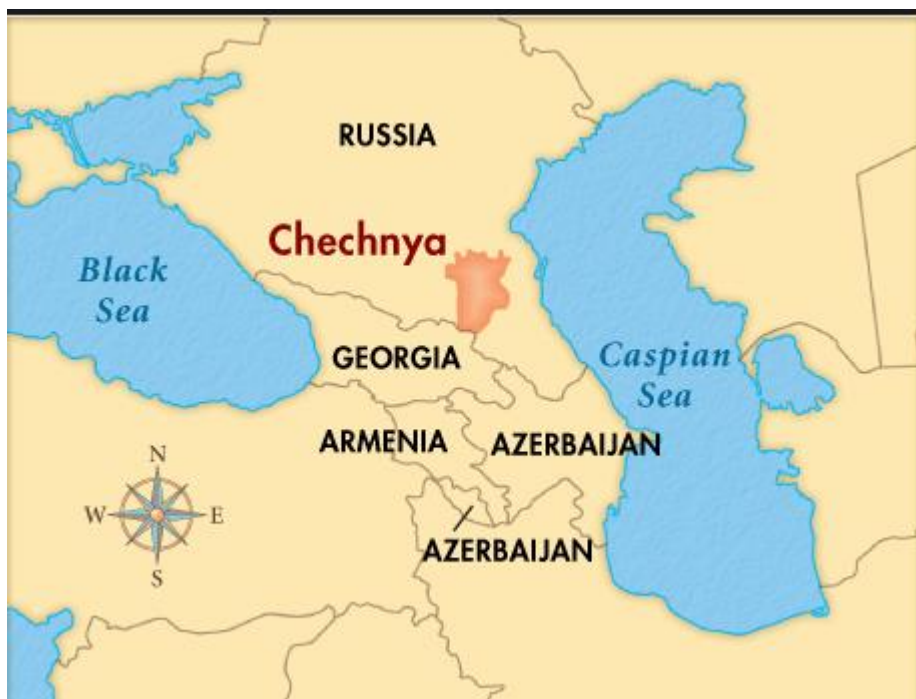 RUSSIA
Chechnya
Black
Sea
GEORGIA
Caspian
Sea
ARMENIA
AZERBAIJAN
N
W
E
S
AZERBAIJAN